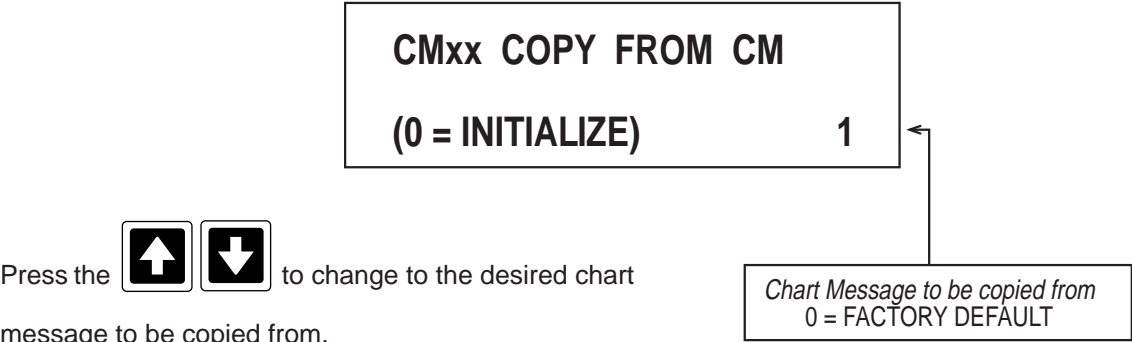 CMxx COPY FROM CM
(0 = INITIALIZE) 1
Press the to change to the desired chart
message to be copied from.
Chart Message to be copied from
0 = FACTORY DEFAULT